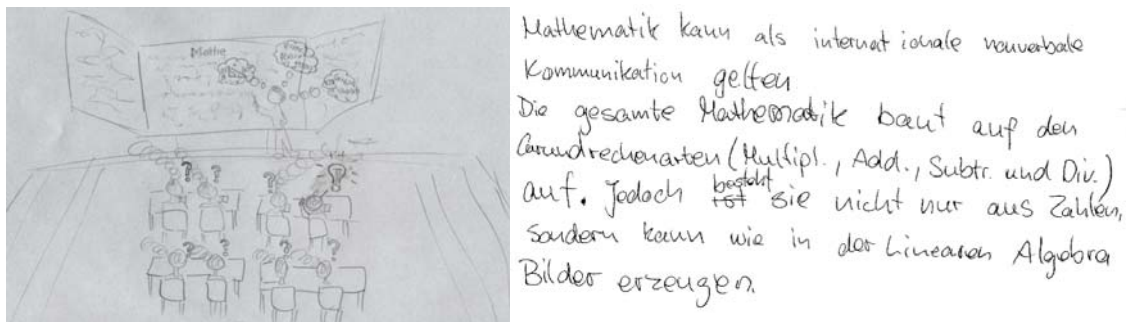 Mathe
Mathematik kann als internationale nonverbale
Kommunikation gelten
Die gesamte Mathematik baut auf den
Grundrechenarten (Multipl., Add., Subtr. und Div.)
auf. Jedoch besteht sie nicht nur aus Zahlen,
sondern kann wie in der Linearen Algebra
Bilder erzeugen.